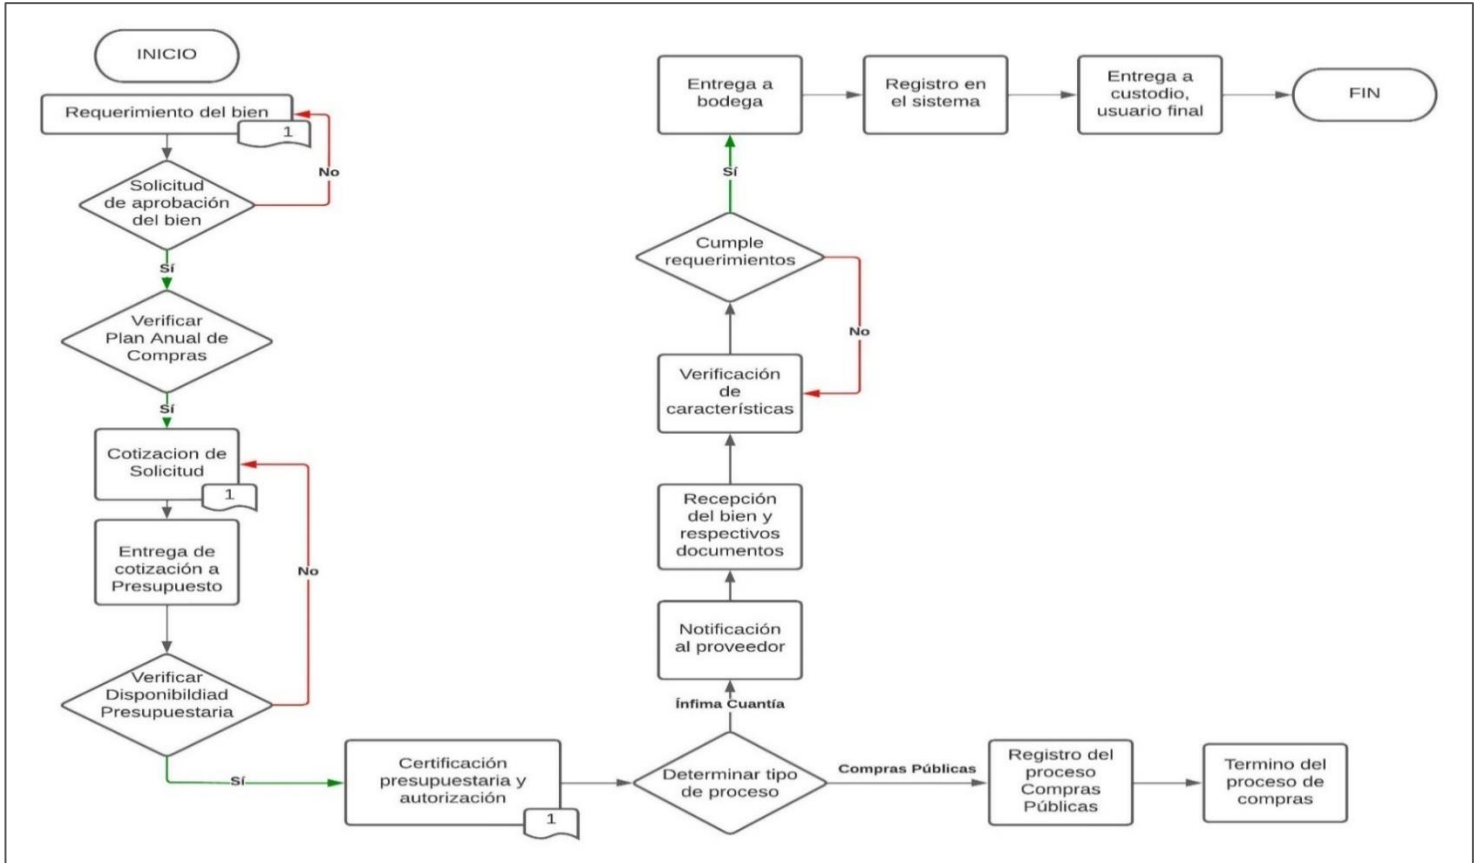 INICIO
Requerimiento del bien
1
No
Solicitud
de aprobación
del bien
Sí
Verificar
Plan Anual de
Compras
Sí
Cotizacion de
Solicitud
1
Entrega de
cotización a
Presupuesto
No
Verificar
Disponibildiad
Presupuestaria
Sí
Certificación
presupuestaria y
autorización
1
Determinar tipo
de proceso
Compras Públicas
Registro del
proceso
Compras
Públicas
Termino del
proceso de
compras
Ínfima Cuantía
Notificación
al proveedor
Recepción
del bien y
respectivos
documentos
Verificación
de
características
No
Cumple
requerimientos
Sí
Entrega a
bodega
Registro en
el sistema
Entrega a
custodio,
usuario final
FIN